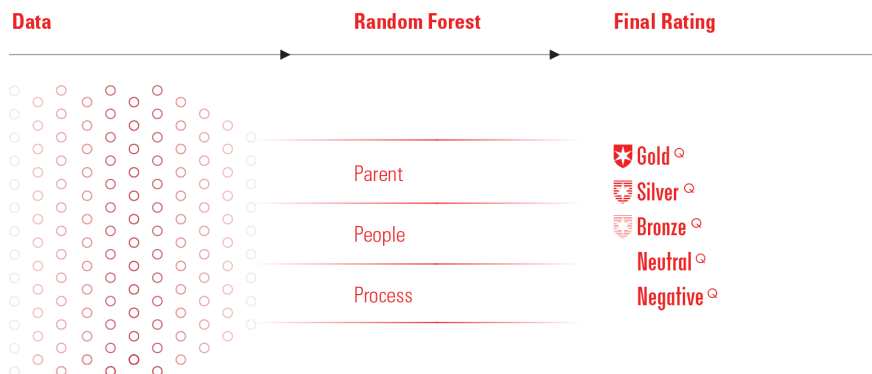 Data
Random Forest
Final Rating
Parent
People
Process
Gold Q
Silver Q
Bronze Q
Neutral Q
Negative Q